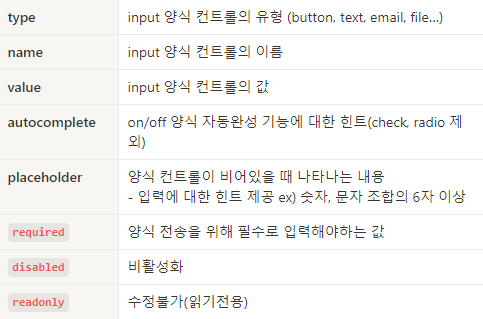 type input 양식 컨트롤의 유형 (button, text, email, file…)
name input 양식 컨트롤의 이름
value input 양식 컨트롤의 값
autocomplete on/off 양식 자동완성 기능에 대한 힌트(check, radio 제
외)
placeholder 양식 컨트롤이 비어있을 때 나타나는 내용
- 입력에 대한 힌트 제공 ex) 숫자, 문자 조합의 6자 이상
required 양식 전송을 위해 필수로 입력해야하는 값
disabled 비활성화
readonly 수정불가(읽기전용)